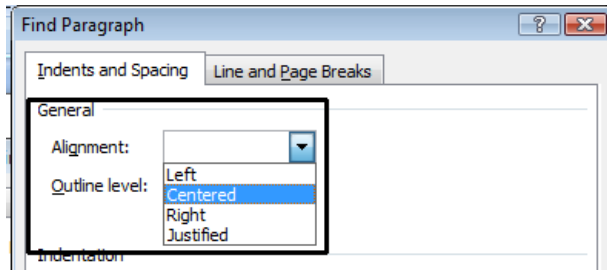 Find Paragraph
Indents and Spacing Line and Page Breaks
General
Alignment:
Left
Outline level:
Centered
Right
Justified
Indentation